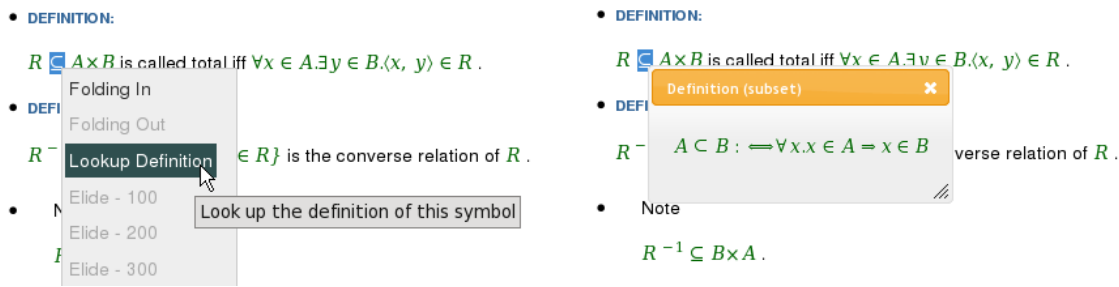 DEFINITION:
R ⊆ A×B is called total iff ∀x ∈ A.∃y ∈ B.⟨x, y⟩ ∈ R .
Folding In
DEFI
Folding Out
R⁻ Lookup Definition ∈ R} is the converse relation of R .
Elide - 100
Look up the definition of this symbol
Elide - 200
Elide - 300
DEFINITION:
R ⊆ A×B is called total iff ∀x ∈ A.∃y ∈ B.⟨x, y⟩ ∈ R .
Definition (subset)
DEFI
A ⊂ B : ⟺ ∀x.x ∈ A ⇒ x ∈ B
R⁻ verse relation of R .
Note
R⁻¹ ⊆ B×A .